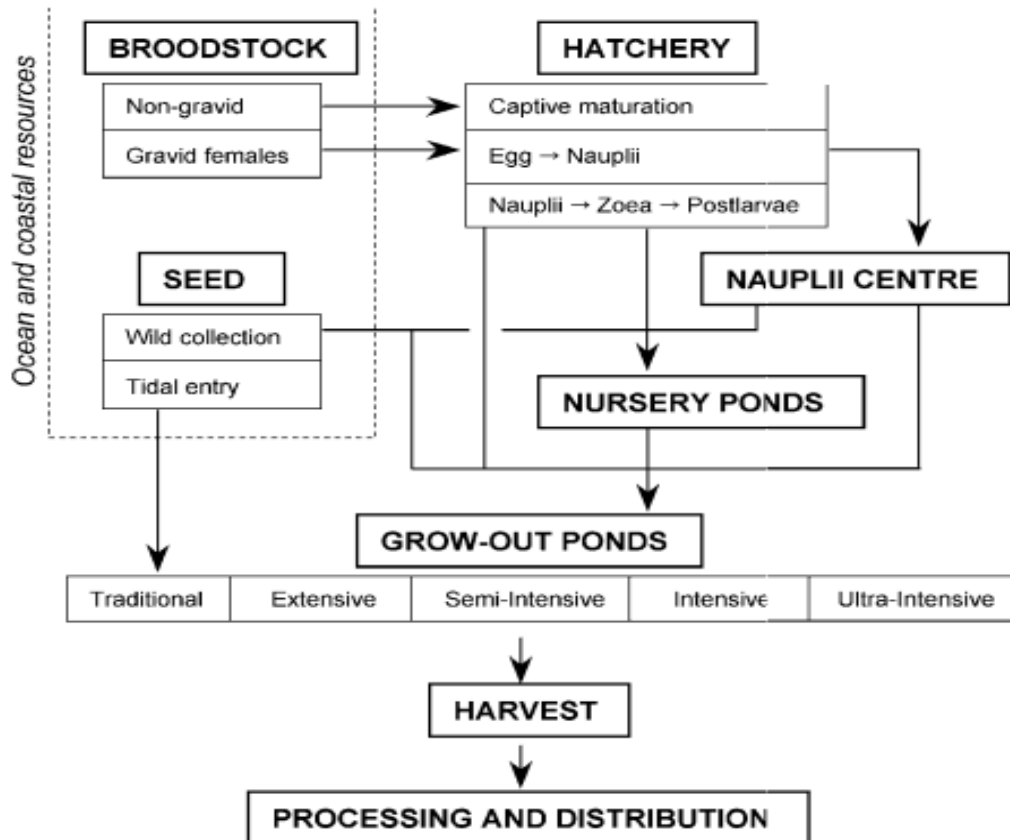 Ocean and coastal resources
BROODSTOCK
Non-gravid
Gravid females
HATCHERY
Captive maturation
Egg → Nauplii
Nauplii → Zoea → Postlarvae
SEED
Wild collection
Tidal entry
NAUPLII CENTRE
NURSERY PONDS
GROW-OUT PONDS
Traditional
Extensive
Semi-Intensive
Intensive
Ultra-Intensive
HARVEST
PROCESSING AND DISTRIBUTION